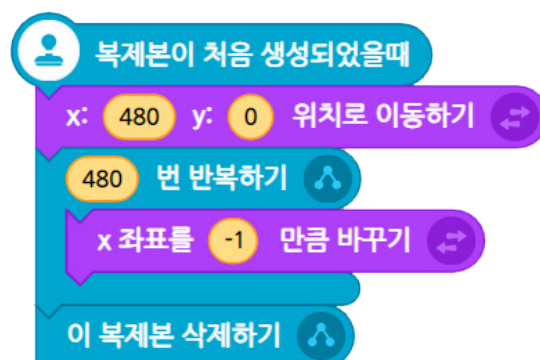 복제본이 처음 생성되었을때
x: 480 y: 0 위치로 이동하기
480 번 반복하기
x 좌표를 -1 만큼 바꾸기
이 복제본 삭제하기